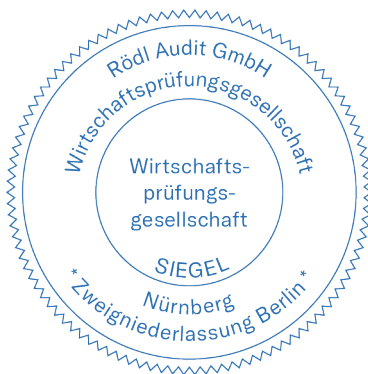 Rödl Audit GmbH
Wirtschaftsprüfungsgesellschaft
Wirtschafts-
prüfungs-
gesellschaft
SIEGEL
Nürnberg
* Zweigniederlassung Berlin *